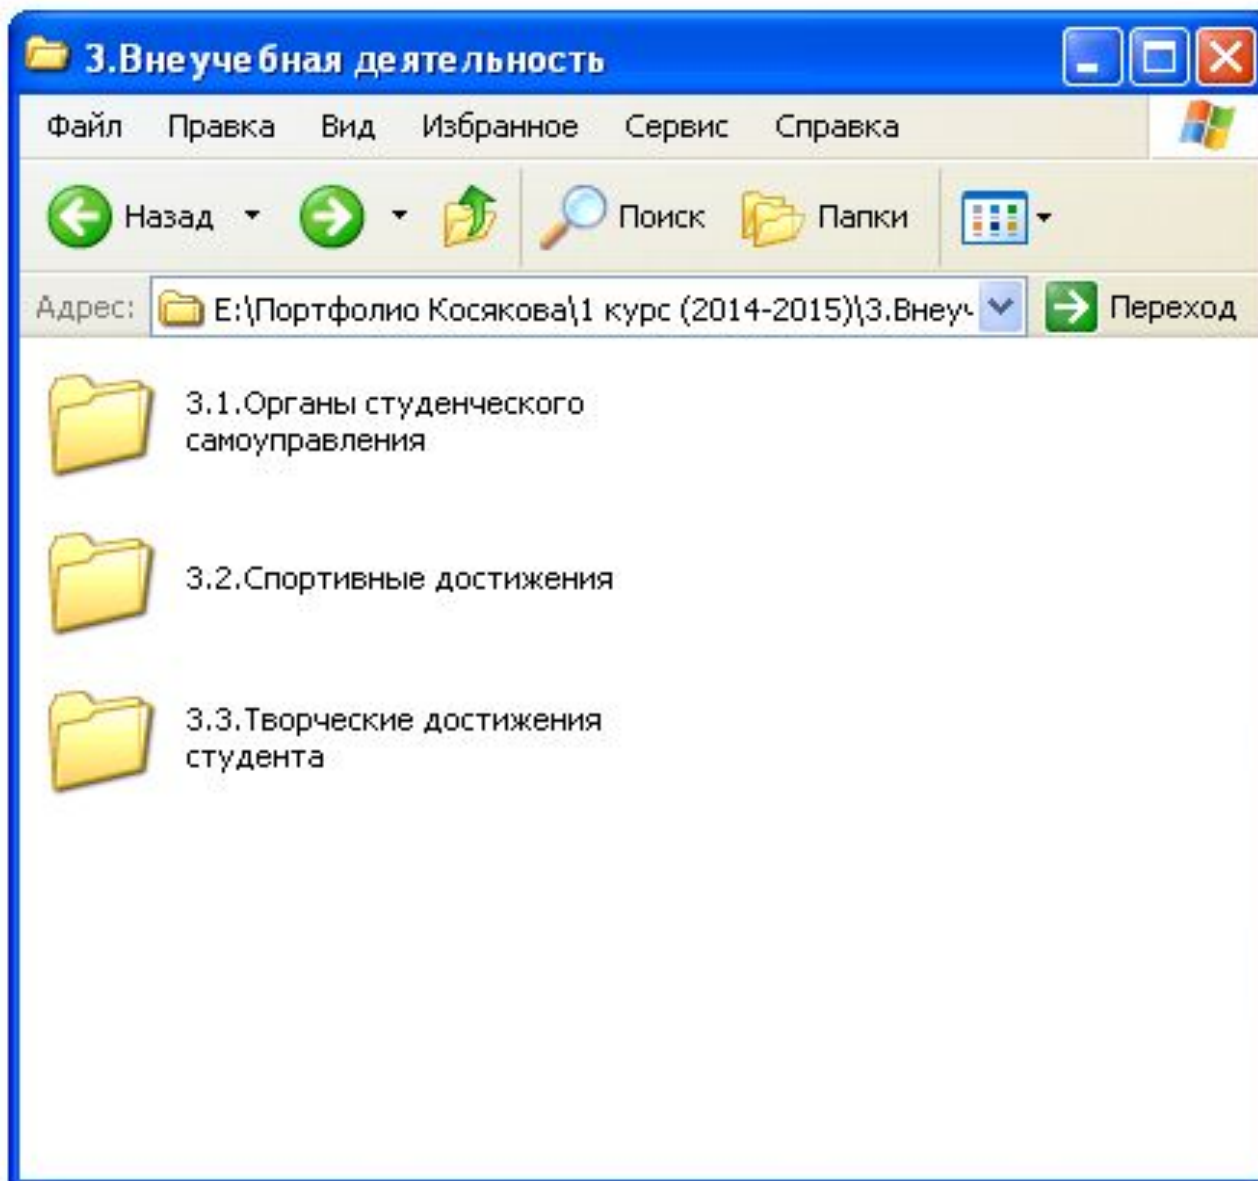 3.Внеучебная деятельность
Файл Правка Вид Избранное Сервис Справка
Назад Поиск Папки
Адрес: E:\Портфолио Косякова\1 курс (2014-2015)\3.Внеуч Переход
3.1.Органы студенческого
самоуправления
3.2.Спортивные достижения
3.3.Творческие достижения
студента